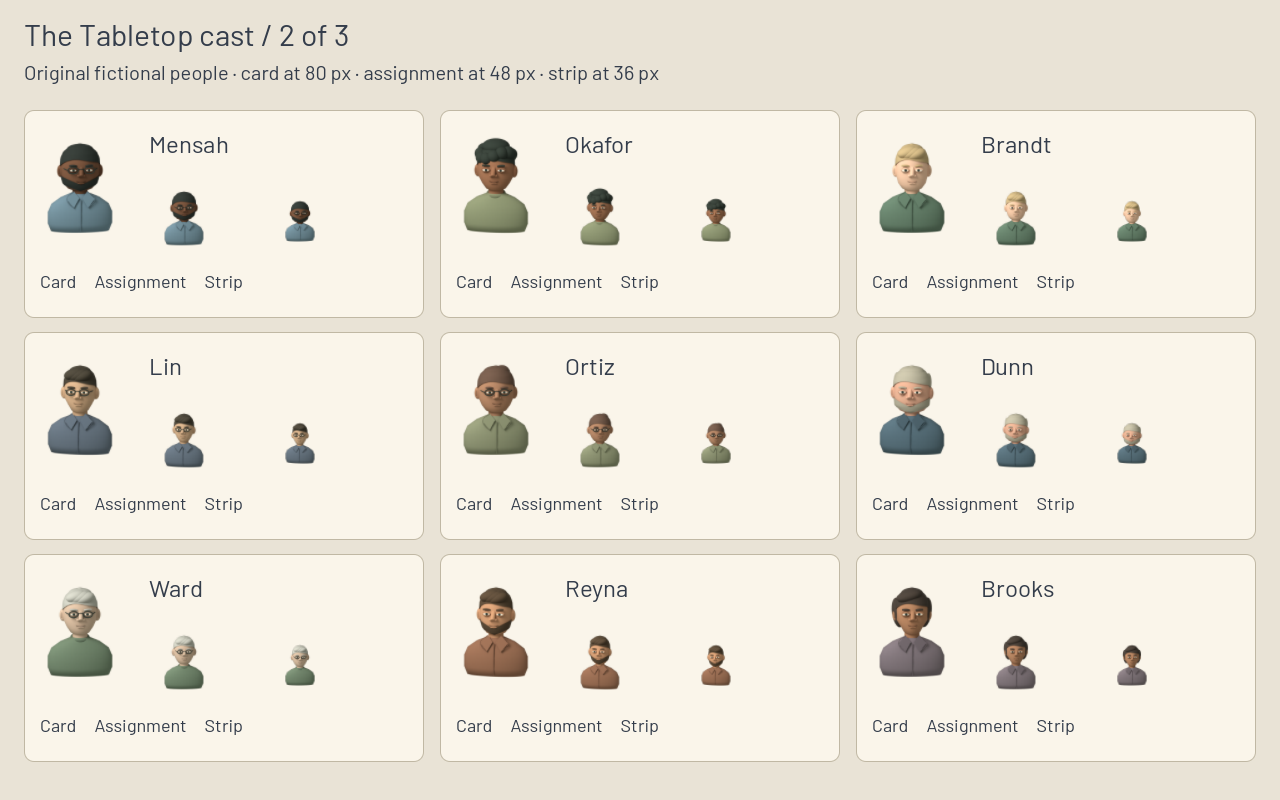 The Tabletop cast / 2 of 3
Original fictional people · card at 80 px · assignment at 48 px · strip at 36 px
Mensah
Card Assignment Strip
Okafor
Card Assignment Strip
Brandt
Card Assignment Strip
Lin
Card Assignment Strip
Ortiz
Card Assignment Strip
Dunn
Card Assignment Strip
Ward
Card Assignment Strip
Reyna
Card Assignment Strip
Brooks
Card Assignment Strip